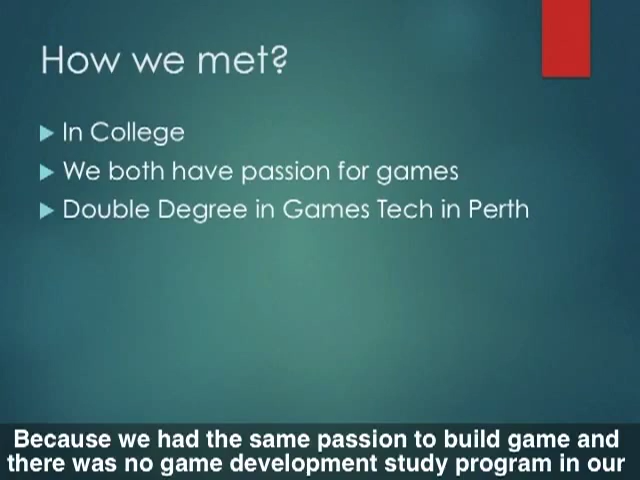 How we met?
In College
We both have passion for games
Double Degree in Games Tech in Perth
Because we had the same passion to build game and
there was no game development study program in our